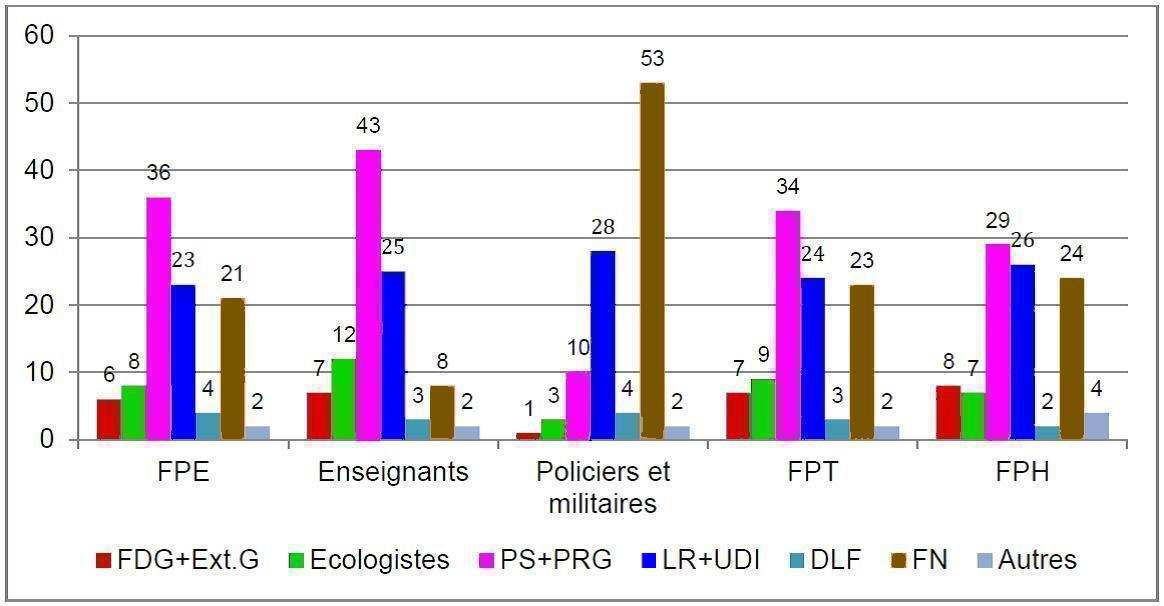 60
50
40
30
20
10
0
6 8 36 23 4 21 2
7 12 43 25 3 8 2
1 3 10 28 4 53 2
7 9 34 24 3 23 2
8 7 29 26 2 24 4
FPE
Enseignants
Policiers et
militaires
FPT
FPH
FDG+Ext.G Ecologistes PS+PRG LR+UDI DLF FN Autres